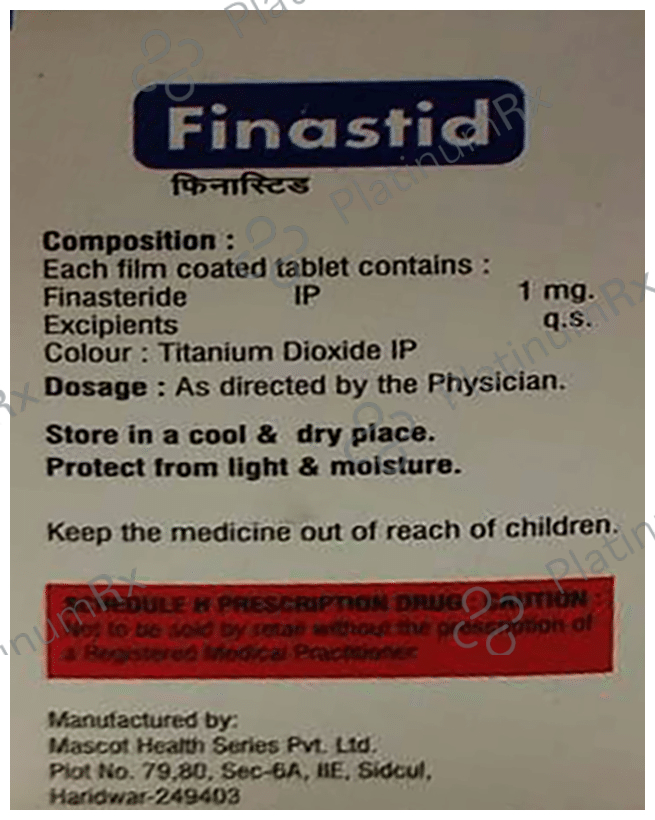 Finastid
फिनास्टिड
Composition :
Each film coated tablet contains :
Finasteride IP 1 mg.
Excipients q.s.
Colour : Titanium Dioxide IP
Dosage : As directed by the Physician.
Store in a cool & dry place.
Protect from light & moisture.
Keep the medicine out of reach of children.
SCHEDULE H PRESCRIPTION DRUG CAUTION
Not to be sold by retail without the prescription of
a Registered Medical Practitioner.
Manufactured by:
Mascot Health Series Pvt. Ltd.
Plot No. 79,80, Sec-6A, IIE, Sidcul,
Haridwar-249403
PlatinumRx